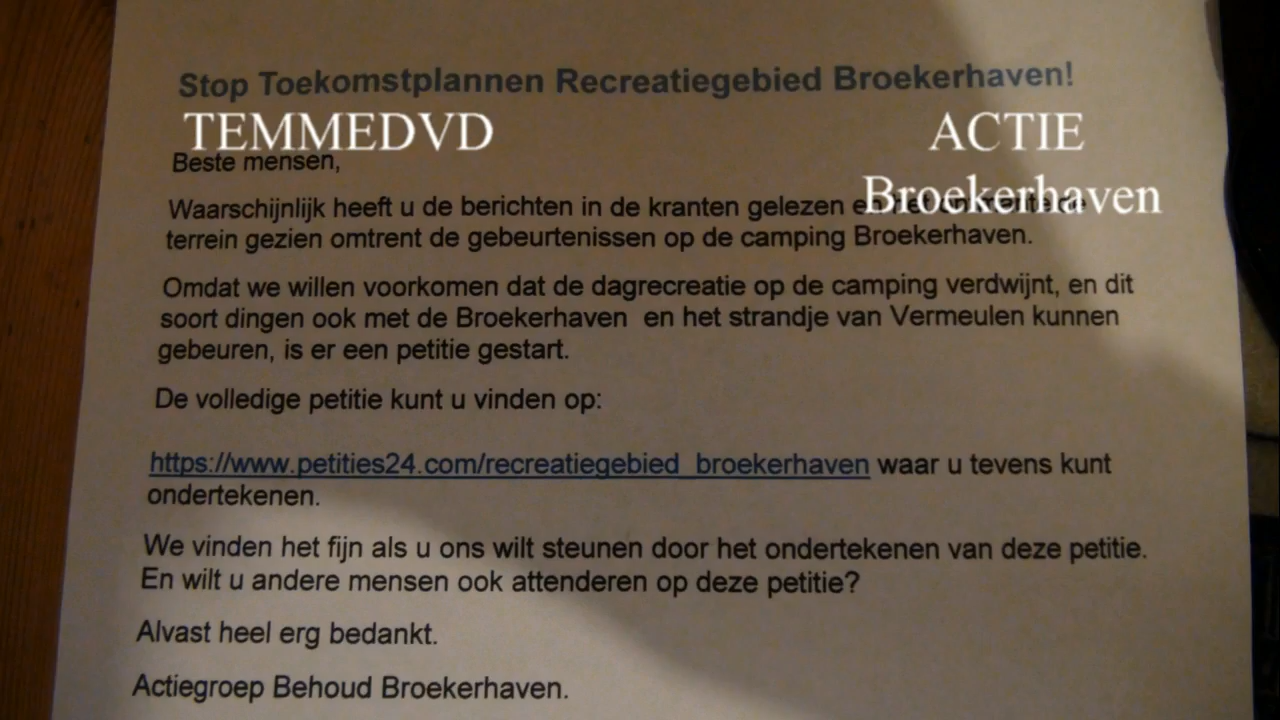 Stop Toekomstplannen Recreatiegebied Broekerhaven!
TEMMEDVD
ACTIE
Broekerhaven
Beste mensen,
Waarschijnlijk heeft u de berichten in de kranten gelezen en het
terrein gezien omtrent de gebeurtenissen op de camping Broekerhaven.
Omdat we willen voorkomen dat de dagrecreatie op de camping verdwijnt, en dit
soort dingen ook met de Broekerhaven en het strandje van Vermeulen kunnen
gebeuren, is er een petitie gestart.
De volledige petitie kunt u vinden op:
https://www.petities24.com/recreatiegebied_broekerhaven waar u tevens kunt
ondertekenen.
We vinden het fijn als u ons wilt steunen door het ondertekenen van deze petitie.
En wilt u andere mensen ook attenderen op deze petitie?
Alvast heel erg bedankt.
Actiegroep Behoud Broekerhaven.